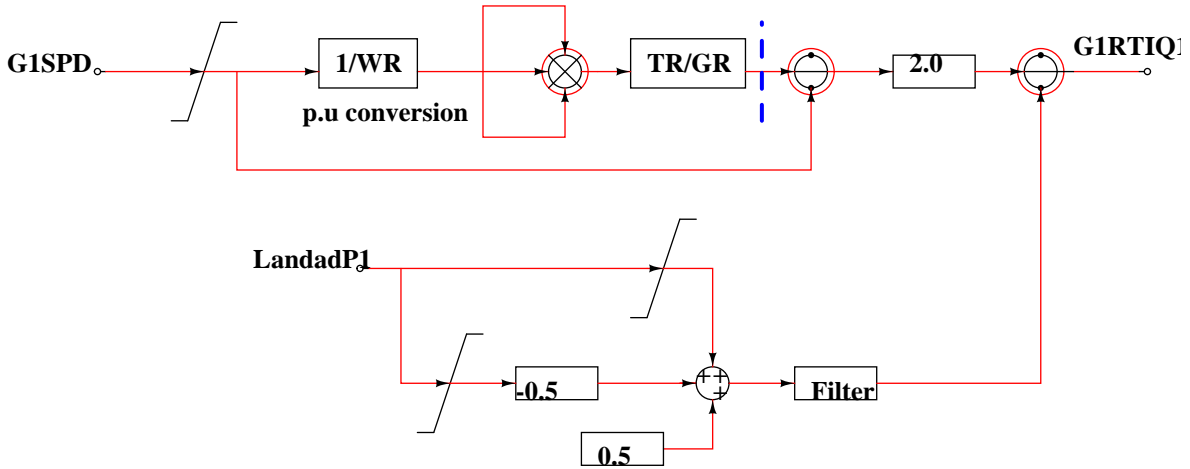 G1SPD
1/WR
p.u conversion
TR/GR
2.0
G1RTIQ1
LandadP1
-0.5
+
+
+
Filter
0.5